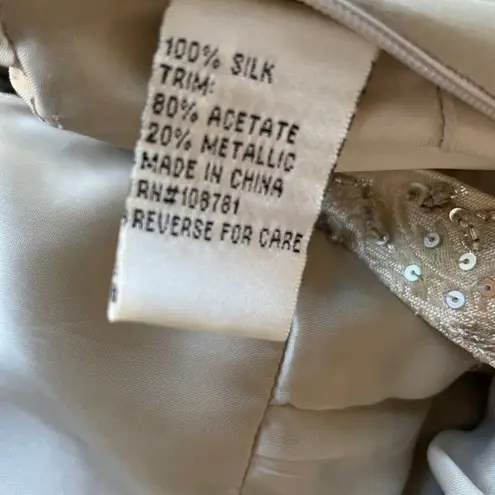 100% SILK
TRIM:
80% ACETATE
20% METALLIC
MADE IN CHINA
RN#108781
REVERSE FOR CARE